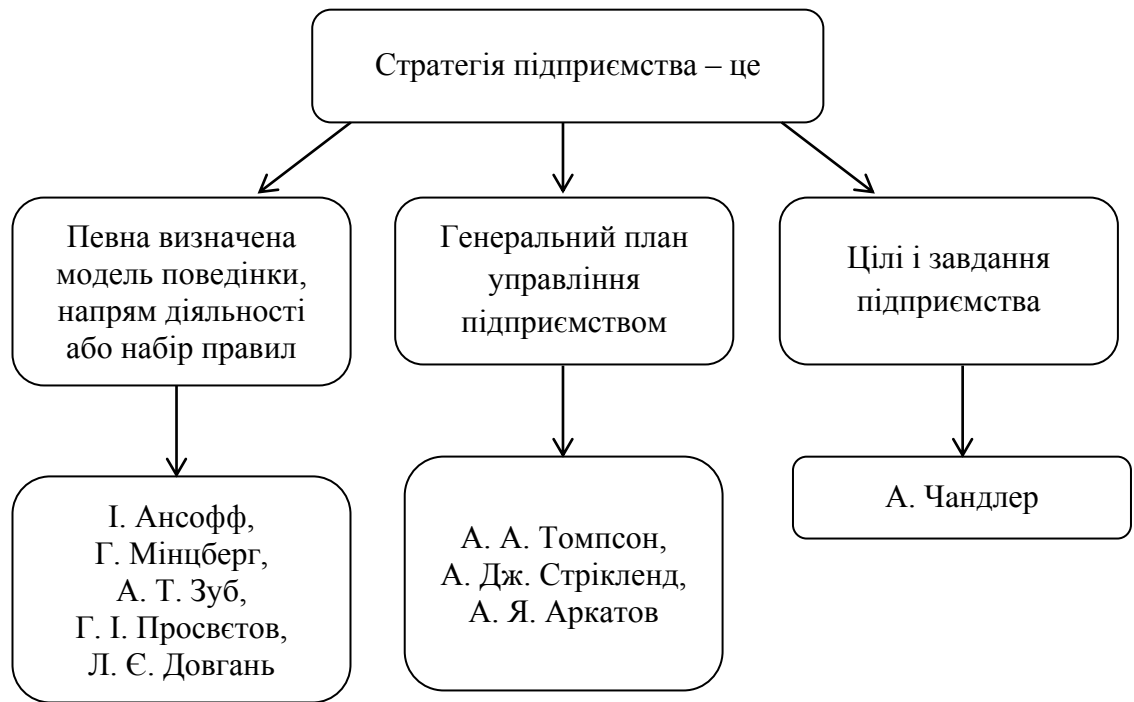 Стратегія підприємства – це
Певна визначена
модель поведінки,
напрям діяльності
або набір правил
Генеральний план
управління
підприємством
Цілі і завдання
підприємства
І. Ансофф,
Г. Мінцберг,
А. Т. Зуб,
Г. І. Просвєтов,
Л. Є. Довгань
А. А. Томпсон,
А. Дж. Стрікленд,
А. Я. Аркатов
А. Чандлер